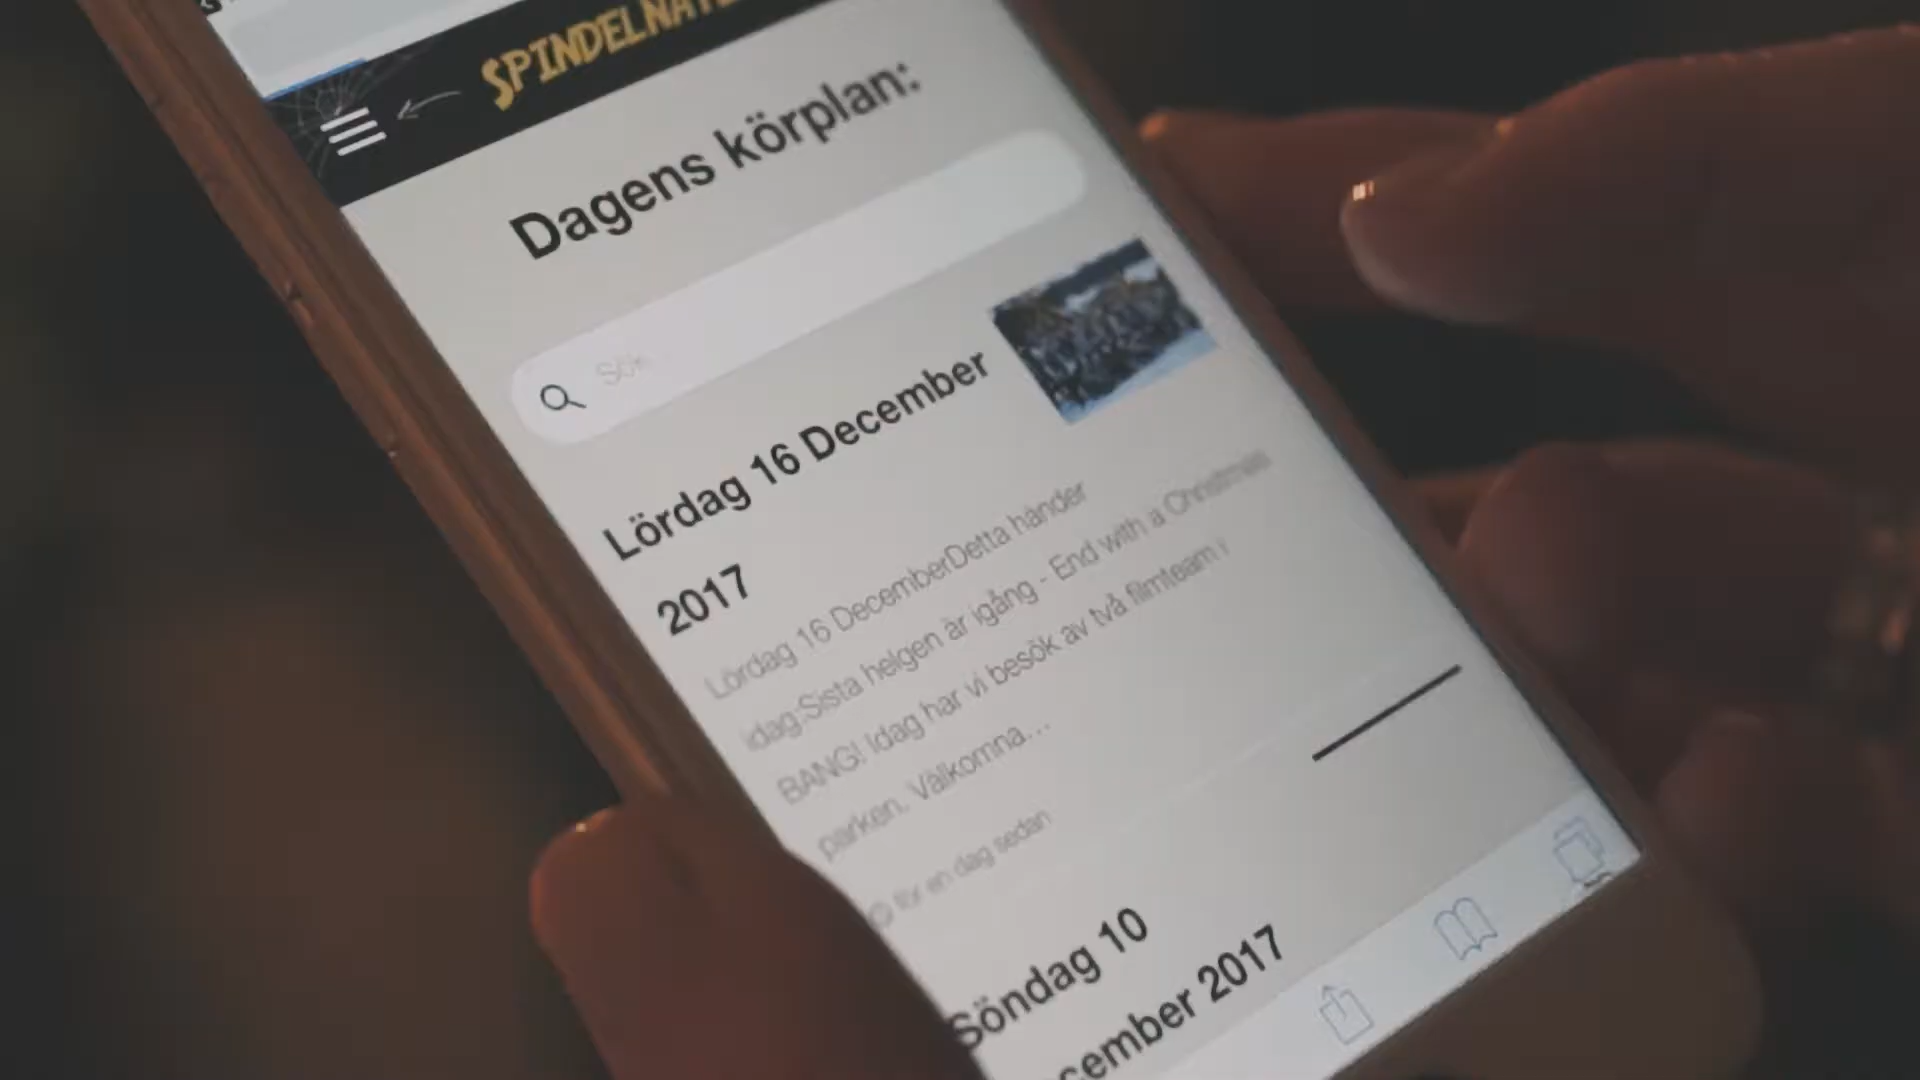 SPINDELNÄT
Dagens körplan:
Sök
Lördag 16 December
2017
Lördag 16 DecemberDetta händer
idag:Sista helgen är igång - End with a Christmas
BANG! Idag har vi besök av två filmteam i
parken. Välkomna...
för en dag sedan
Söndag 10
cember 2017